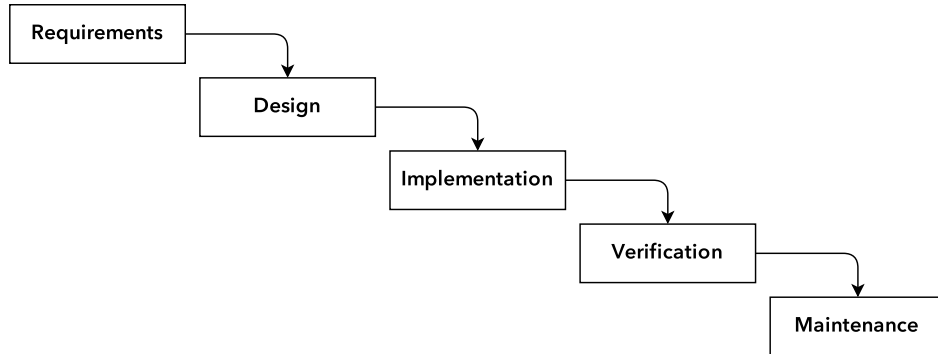 Requirements
Design
Implementation
Verification
Maintenance